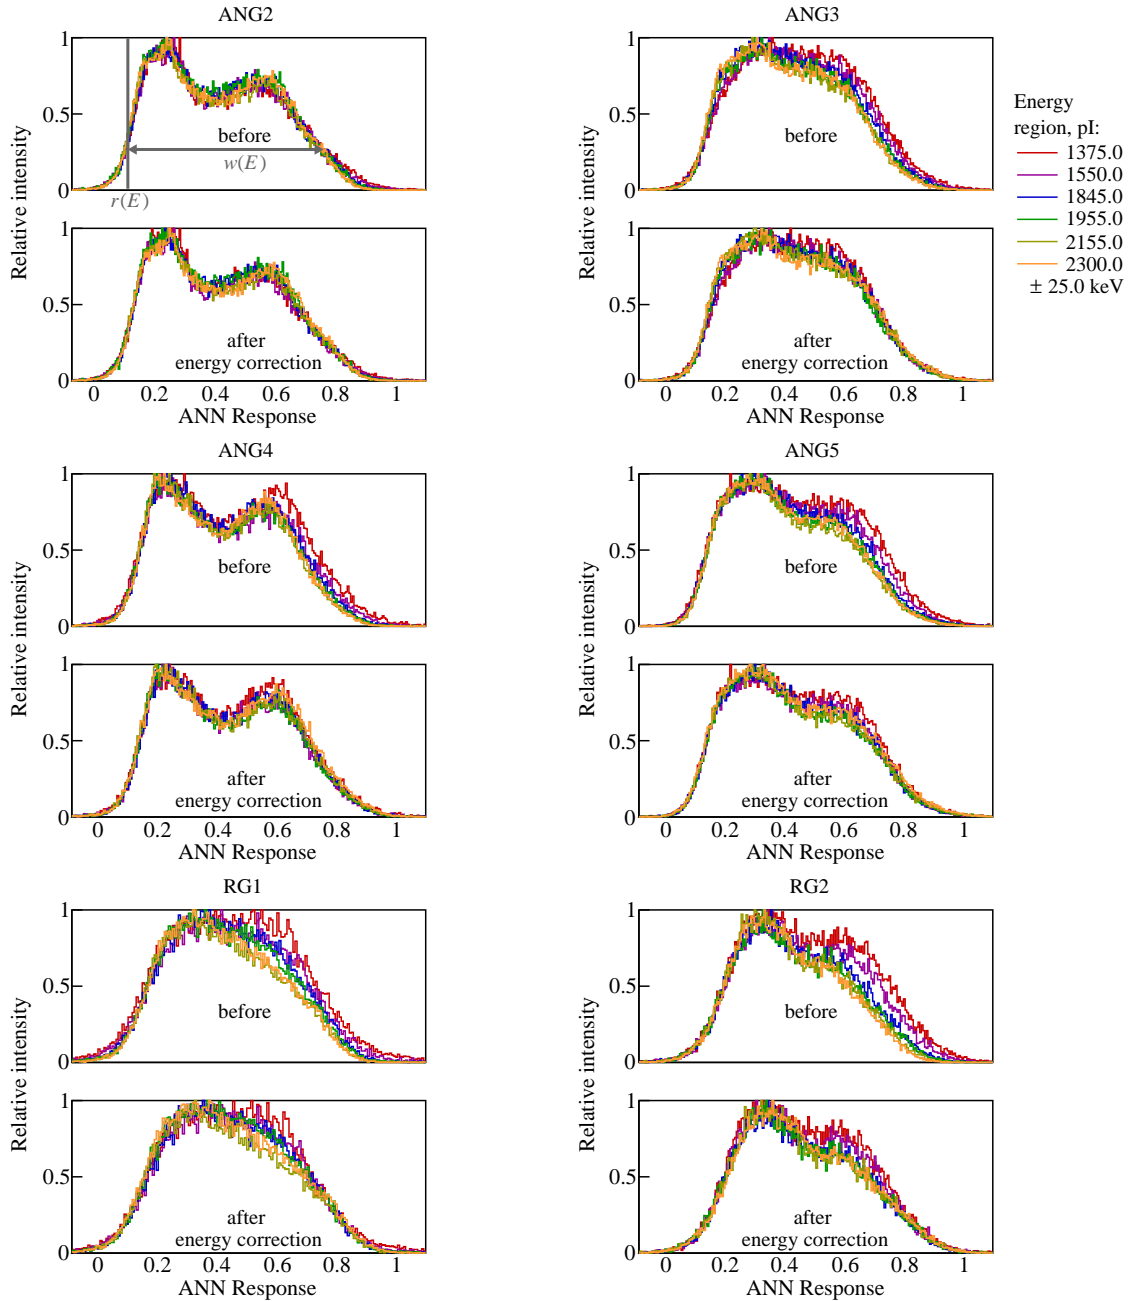 ANG2
ANG3
1
0.5
0
Relative intensity
before
w(E)
r(E)
1
0.5
0
Relative intensity
before
Energy
region, pI:
1375.0
1550.0
1845.0
1955.0
2155.0
2300.0
± 25.0 keV
1
0.5
0
after
energy correction
0 0.2 0.4 0.6 0.8 1
ANN Response
1
0.5
0
after
energy correction
0 0.2 0.4 0.6 0.8 1
ANN Response
ANG4
ANG5
1
0.5
0
Relative intensity
before
1
0.5
0
Relative intensity
before
1
0.5
0
after
energy correction
0 0.2 0.4 0.6 0.8 1
ANN Response
1
0.5
0
after
energy correction
0 0.2 0.4 0.6 0.8 1
ANN Response
RG1
RG2
1
0.5
0
Relative intensity
before
1
0.5
0
Relative intensity
before
1
0.5
0
after
energy correction
0 0.2 0.4 0.6 0.8 1
ANN Response
1
0.5
0
after
energy correction
0 0.2 0.4 0.6 0.8 1
ANN Response